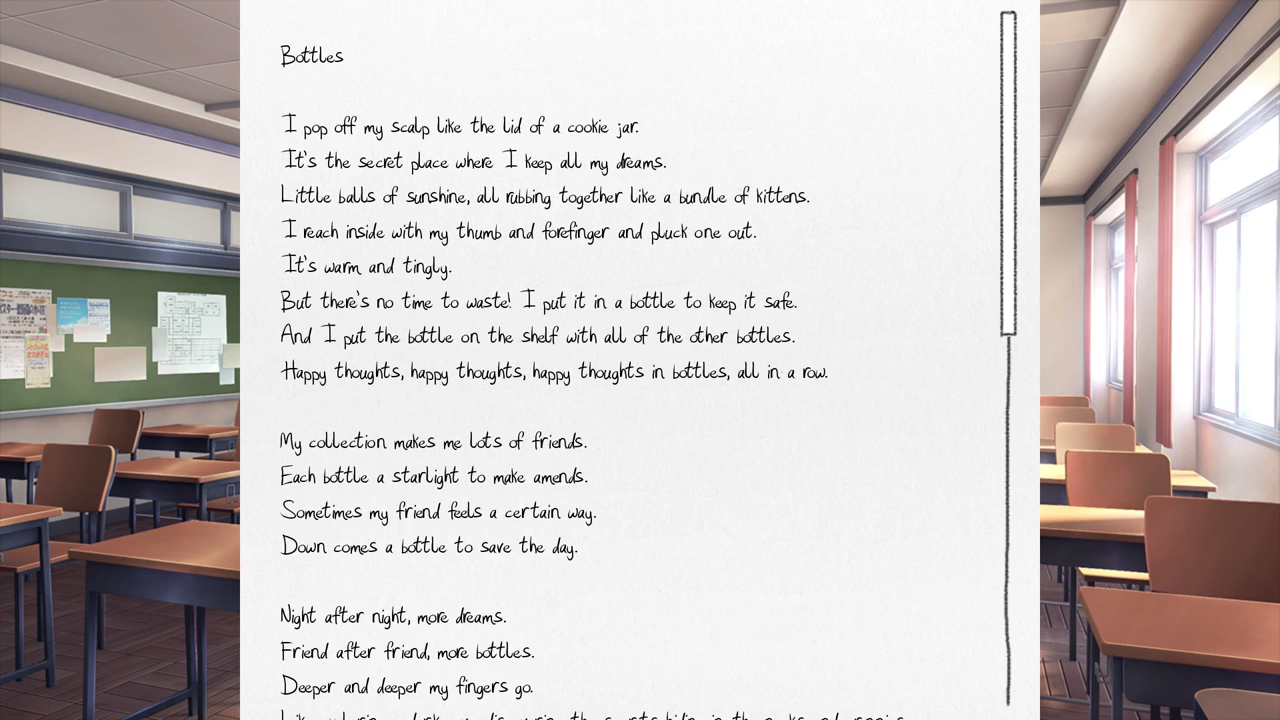 Bottles
I pop off my scalp like the lid of a cookie jar.
It's the secret place where I keep all my dreams.
Little balls of sunshine, all rubbing together like a bundle of kittens.
I reach inside with my thumb and forefinger and pluck one out.
It's warm and tingly.
But there's no time to waste! I put it in a bottle to keep it safe.
And I put the bottle on the shelf with all of the other bottles.
Happy thoughts, happy thoughts, happy thoughts in bottles, all in a row.
My collection makes me lots of friends.
Each bottle a starlight to make amends.
Sometimes my friend feels a certain way.
Down comes a bottle to save the day.
Night after night, more dreams.
Friend after friend, more bottles.
Deeper and deeper my fingers go.